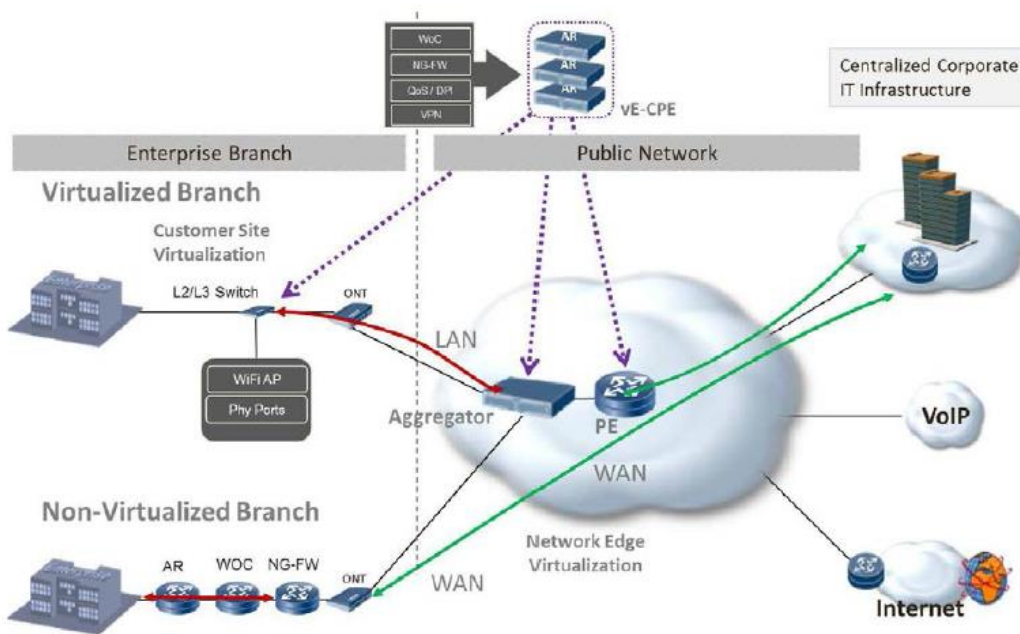 WoC
NG-FW
QoS / DPI
VPN
AR
AR
AR
vE-CPE
Centralized Corporate
IT Infrastructure
Enterprise Branch
Public Network
Virtualized Branch
Customer Site
Virtualization
L2/L3 Switch
ONT
LAN
WiFi AP
Phy Ports
Aggregator
PE
VoIP
WAN
Non-Virtualized Branch
Network Edge
Virtualization
AR
WOC
NG-FW
ONT
WAN
Internet